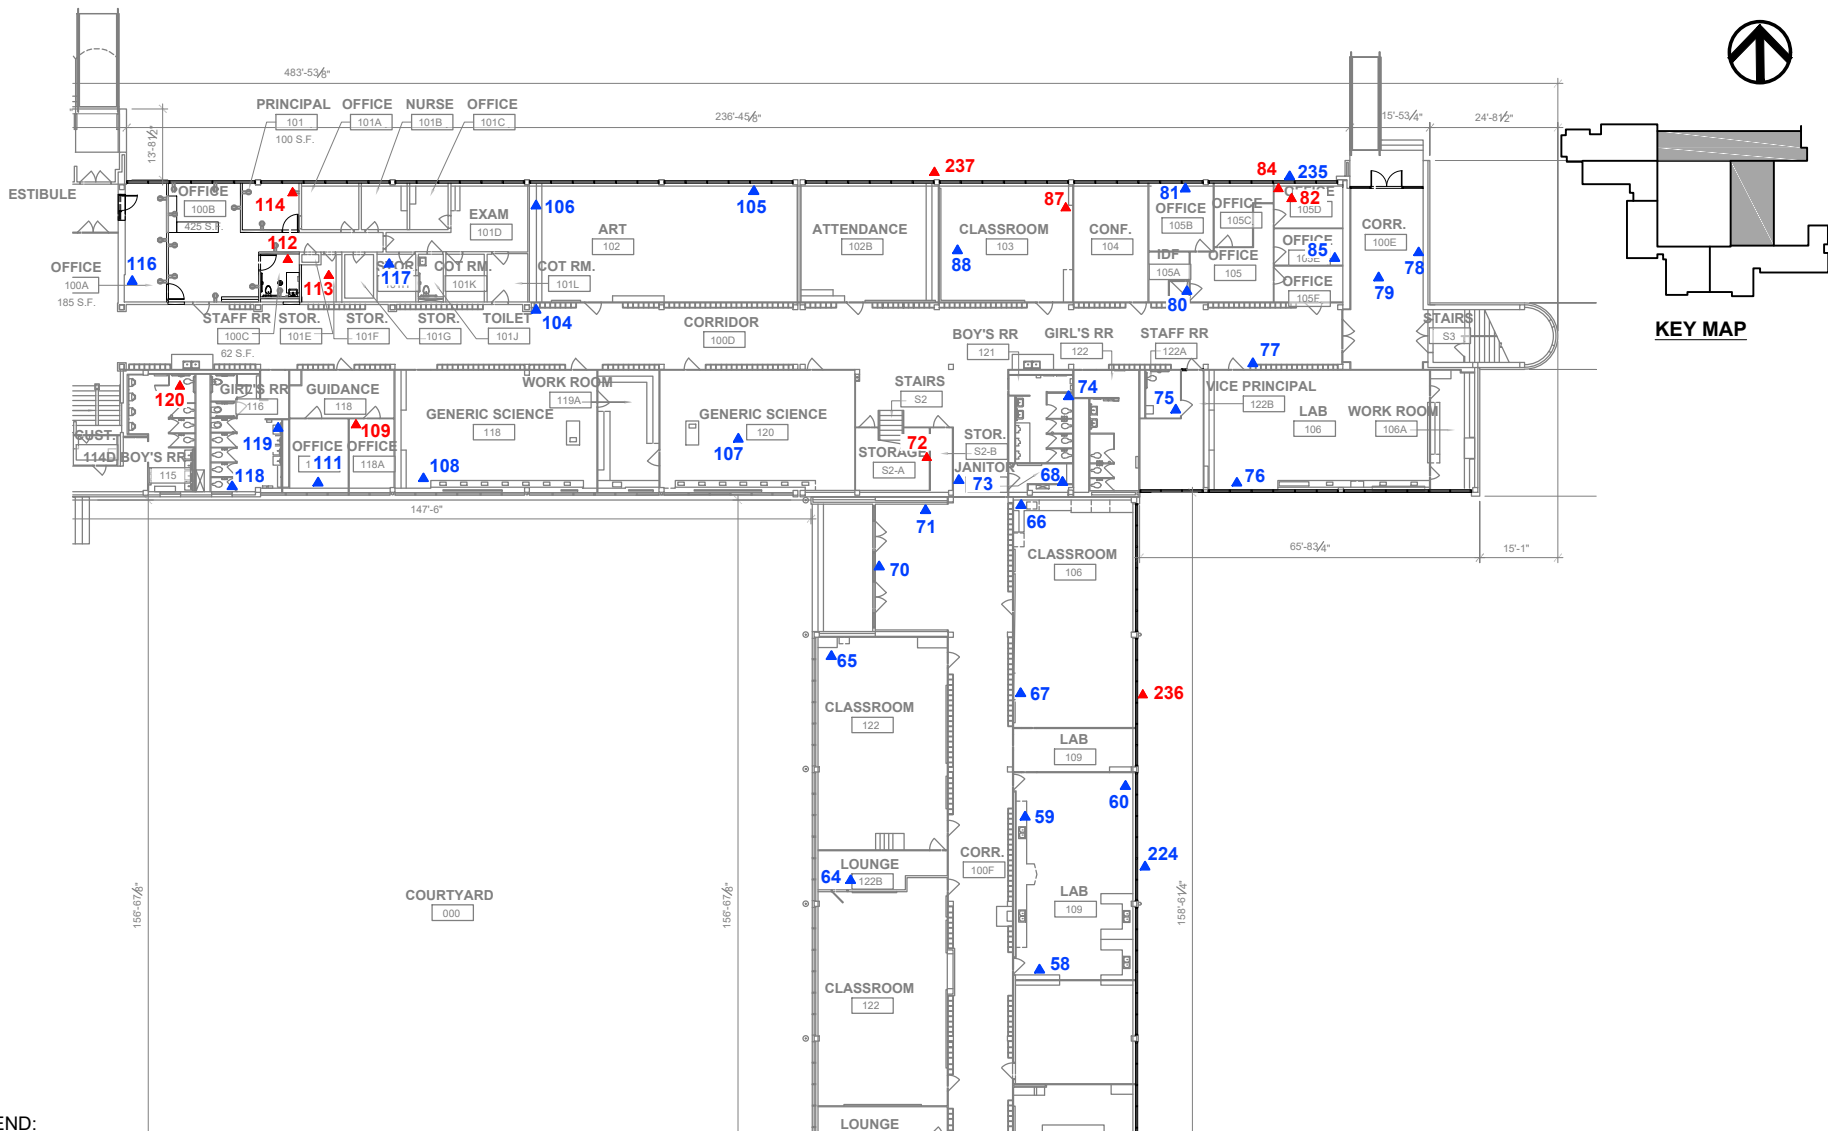 483'-5 3/8"
PRINCIPAL OFFICE NURSE OFFICE
101 101A 101B 101C
100 S.F.
236'-4 5/8"
15'-5 3/4"
24'-8 1/2"
13'-8 1/2"
KEY MAP
237
84
235
ESTIBULE
OFFICE
100B
425 S.F.
114
EXAM
101D
106
105
ART
102
ATTENDANCE
102B
87
CLASSROOM
103
88
CONF.
104
81
OFFICE
105B
OFFICE
105C
82
OFFICE
105D
CORR.
100E
112
OFFICE
100A
185 S.F.
116
113
117
STOR.
COT RM.
101K
COT RM.
101L
IDF
105A
OFFICE
105
OFFICE
105E
85
78
79
80
OFFICE
105F
STAFF RR
100C
62 S.F.
STOR.
101E
STOR.
101F
STOR.
101G
TOILET
101J
104
CORRIDOR
100D
BOY'S RR
121
GIRL'S RR
122
STAFF RR
122A
77
STAIRS
S3
120
GIRL'S RR
116
GUIDANCE
118
WORK ROOM
119A
STAIRS
S2
74
75
VICE PRINCIPAL
122B
CUST.
114D
BOY'S RR
115
119
118
OFFICE
111
109
OFFICE
118A
GENERIC SCIENCE
118
108
GENERIC SCIENCE
120
107
72
STORAGE
S2-A
STOR.
S2-B
JANITOR
73
68
LAB
106
WORK ROOM
106A
76
147'-6"
71
66
65'-8 3/4"
15'-1"
70
CLASSROOM
106
65
67
236
CLASSROOM
122
LAB
109
60
59
224
LOUNGE
122B
64
CORR.
100F
COURTYARD
000
LAB
109
156'-6 7/8"
156'-6 7/8"
158'-6 1/4"
58
CLASSROOM
122
LOUNGE
END: